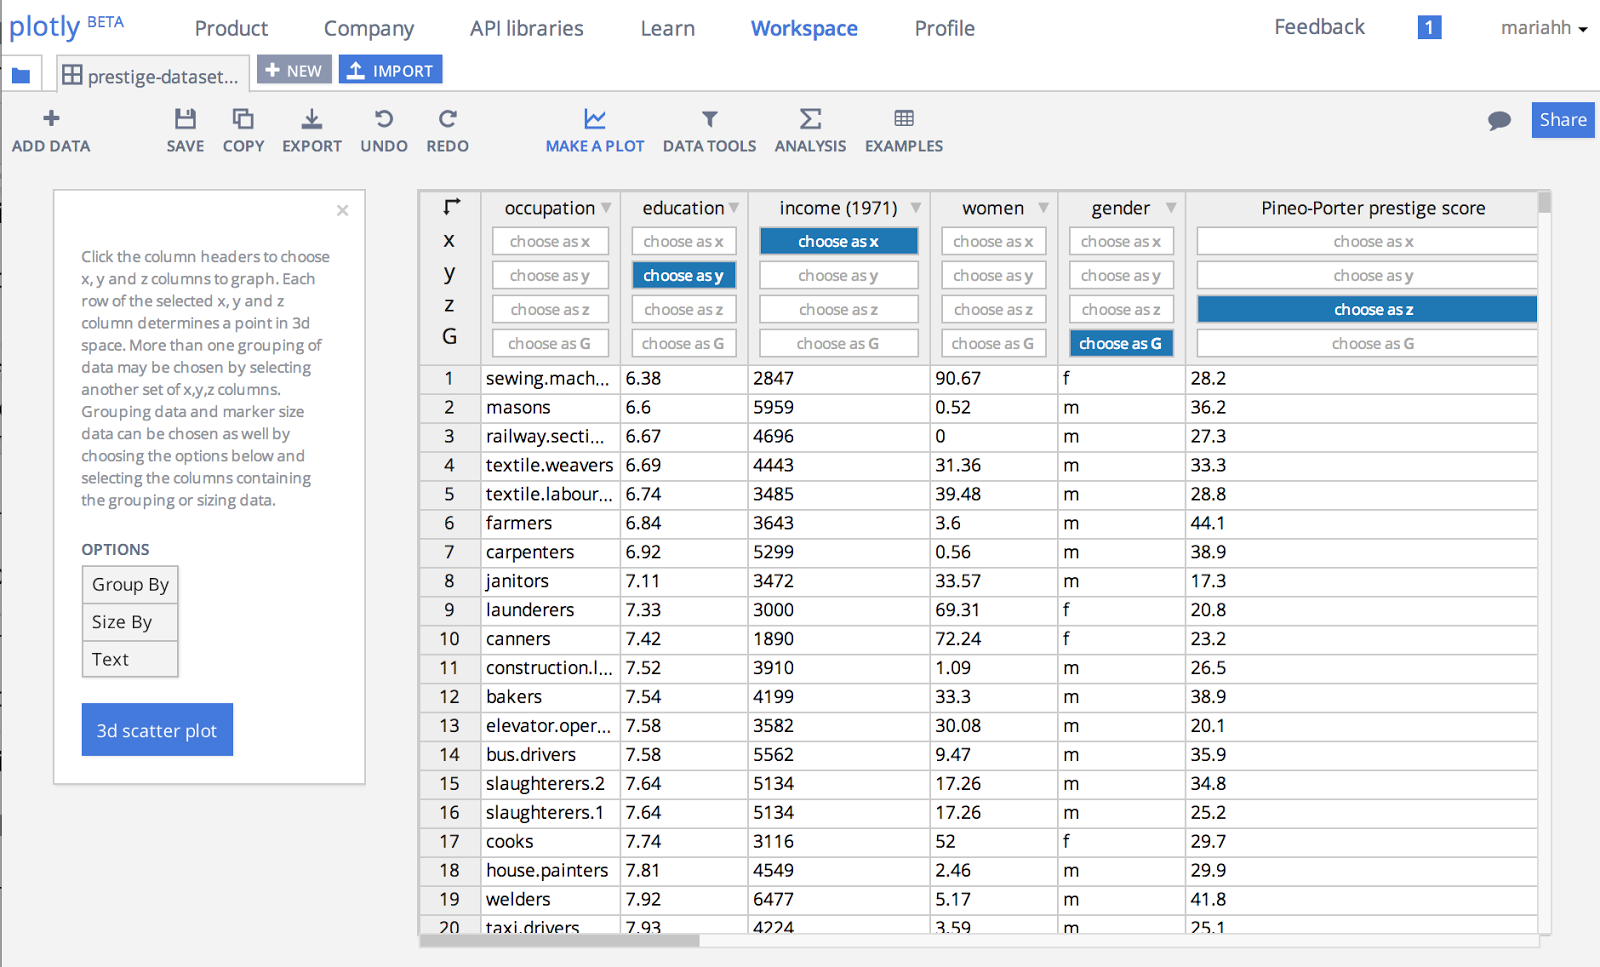 plotly BETA Product Company API libraries Learn Workspace Profile Feedback 1 mariahh
prestige-dataset... + NEW IMPORT
ADD DATA SAVE COPY EXPORT UNDO REDO MAKE A PLOT DATA TOOLS ANALYSIS EXAMPLES Share
×
Click the column headers to choose
x, y and z columns to graph. Each
row of the selected x, y and z
column determines a point in 3d
space. More than one grouping of
data may be chosen by selecting
another set of x,y,z columns.
Grouping data and marker size
data can be chosen as well by
choosing the options below and
selecting the columns containing
the grouping or sizing data.
OPTIONS
Group By
Size By
Text
3d scatter plot
occupation education income (1971) women gender Pineo-Porter prestige score
x choose as x choose as x choose as x choose as x choose as x choose as x
y choose as y choose as y choose as y choose as y choose as y choose as y
z choose as z choose as z choose as z choose as z choose as z choose as z
G choose as G choose as G choose as G choose as G choose as G choose as G
1 sewing.mach... 6.38 2847 90.67 f 28.2
2 masons 6.6 5959 0.52 m 36.2
3 railway.secti... 6.67 4696 0 m 27.3
4 textile.weavers 6.69 4443 31.36 m 33.3
5 textile.labour... 6.74 3485 39.48 m 28.8
6 farmers 6.84 3643 3.6 m 44.1
7 carpenters 6.92 5299 0.56 m 38.9
8 janitors 7.11 3472 33.57 m 17.3
9 launderers 7.33 3000 69.31 f 20.8
10 canners 7.42 1890 72.24 f 23.2
11 construction.l... 7.52 3910 1.09 m 26.5
12 bakers 7.54 4199 33.3 m 38.9
13 elevator.oper... 7.58 3582 30.08 m 20.1
14 bus.drivers 7.58 5562 9.47 m 35.9
15 slaughterers.2 7.64 5134 17.26 m 34.8
16 slaughterers.1 7.64 5134 17.26 m 25.2
17 cooks 7.74 3116 52 f 29.7
18 house.painters 7.81 4549 2.46 m 29.9
19 welders 7.92 6477 5.17 m 41.8
20 taxi.drivers 7.93 4224 3.59 m 25.1